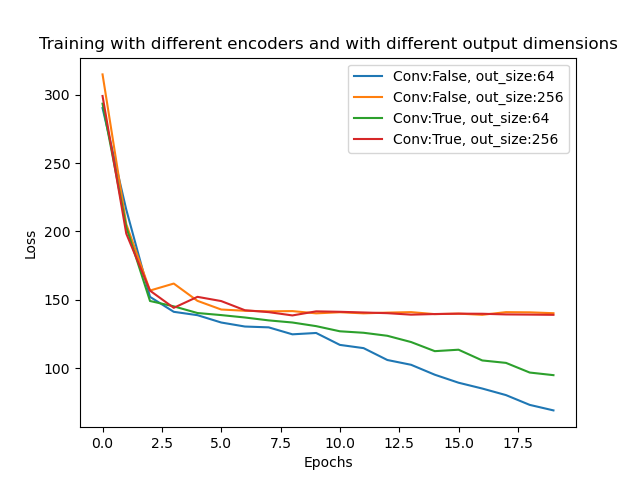 Training with different encoders and with different output dimensions
Conv:False, out_size:64
Conv:False, out_size:256
Conv:True, out_size:64
Conv:True, out_size:256
300
250
200
150
100
Loss
0.0 2.5 5.0 7.5 10.0 12.5 15.0 17.5
Epochs